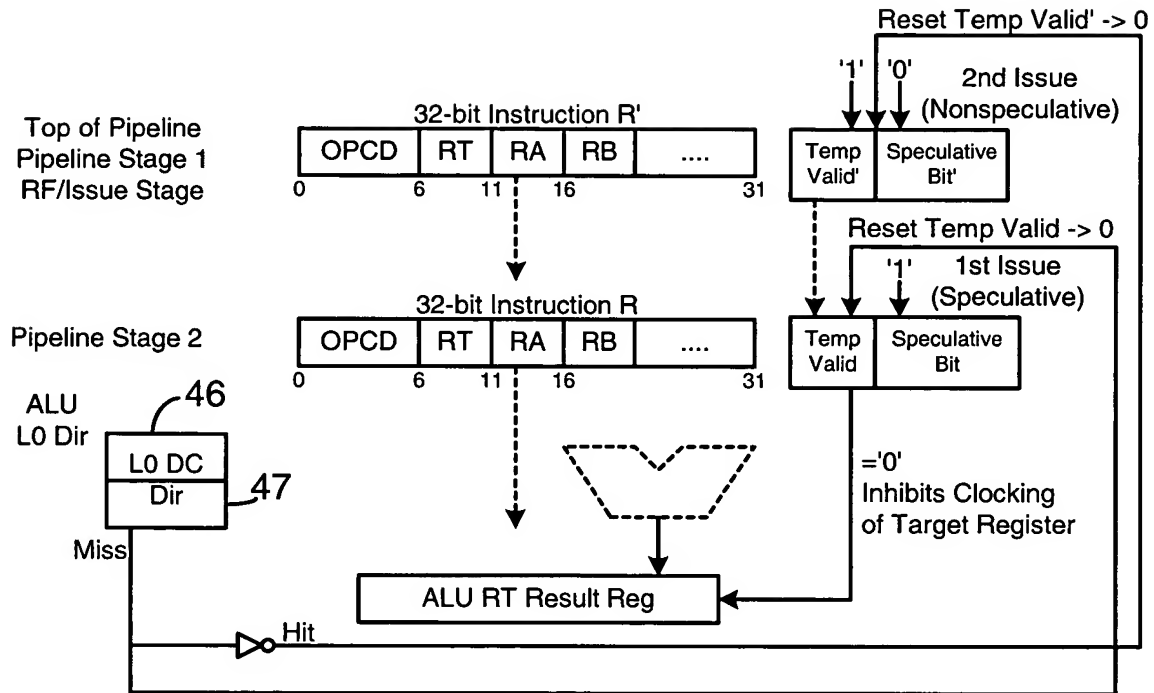 Reset Temp Valid' -> 0
'1' '0' 2nd Issue
(Nonspeculative)
Top of Pipeline
Pipeline Stage 1
RF/Issue Stage
32-bit Instruction R'
OPCD RT RA RB ....
0 6 11 16 31
Temp
Valid'
Speculative
Bit'
Reset Temp Valid -> 0
'1' 1st Issue
(Speculative)
Pipeline Stage 2
32-bit Instruction R
OPCD RT RA RB ....
0 6 11 16 31
Temp
Valid
Speculative
Bit
ALU
L0 Dir
46
L0 DC
Dir
47
Miss
='0'
Inhibits Clocking
of Target Register
ALU RT Result Reg
Hit